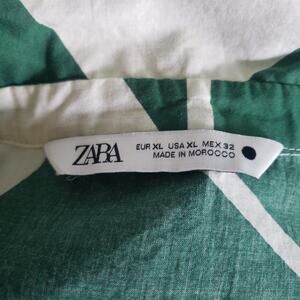 ZARA
EUR XL USA XL MEX 32
MADE IN MOROCCO